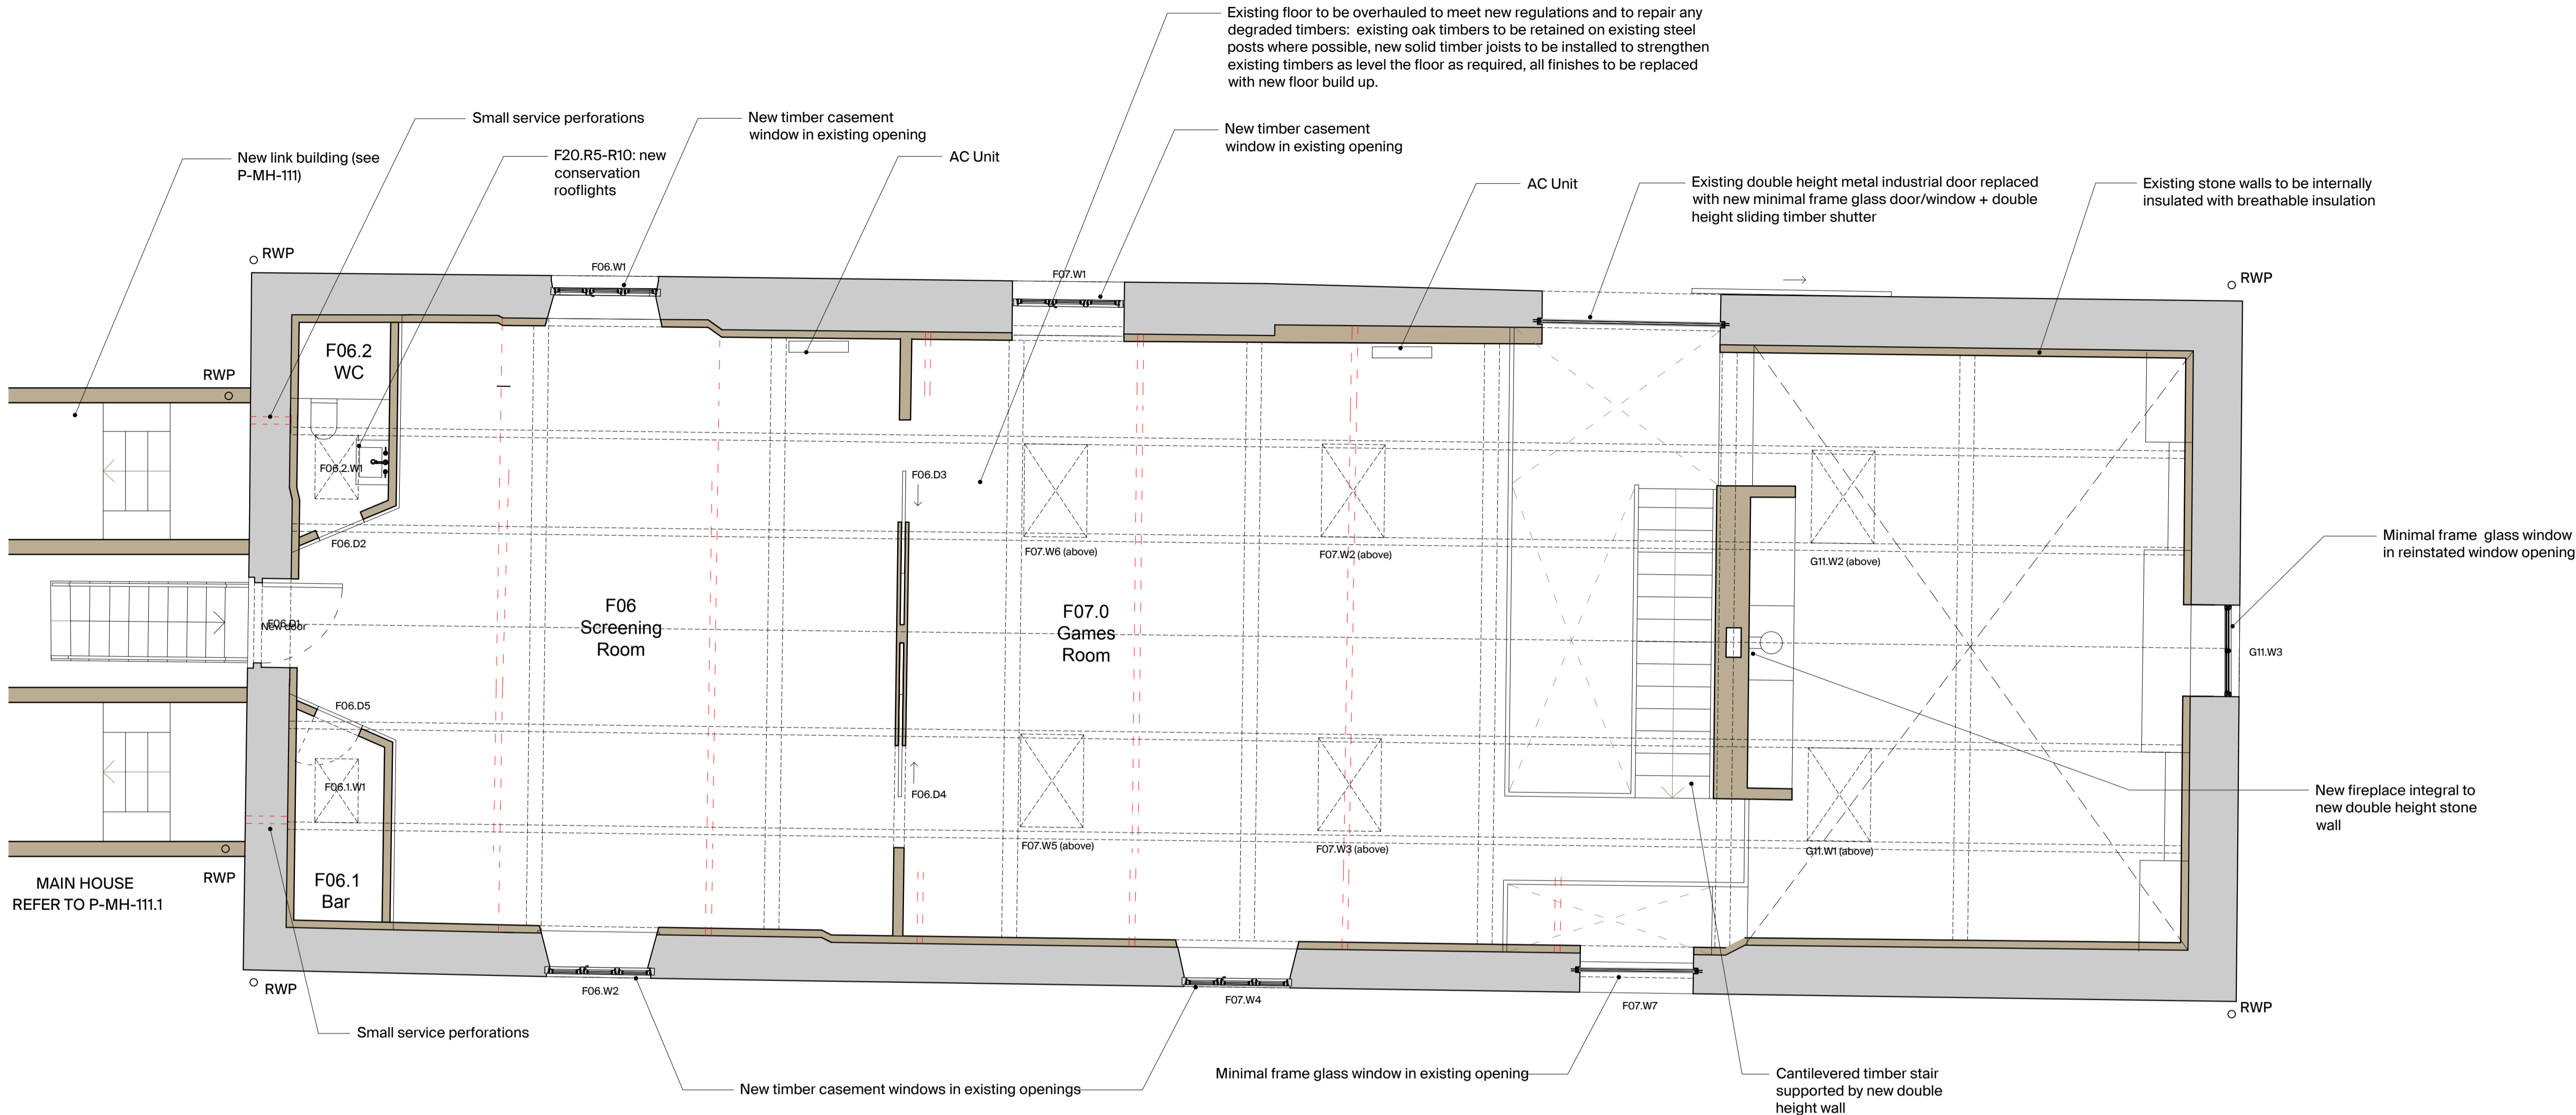 Existing floor to be overhauled to meet new regulations and to repair any
degraded timbers: existing oak timbers to be retained on existing steel
posts where possible, new solid timber joists to be installed to strengthen
existing timbers as level the floor as required, all finishes to be replaced
with new floor build up.
Small service perforations
New timber casement
window in existing opening
New timber casement
window in existing opening
New link building (see
P-MH-111)
F20.R5-R10: new
conservation
rooflights
AC Unit
AC Unit
Existing double height metal industrial door replaced
with new minimal frame glass door/window + double
height sliding timber shutter
Existing stone walls to be internally
insulated with breathable insulation
RWP
F06.W1
F07.W1
RWP
F06.2
WC
RWP
F06.2.W1
F06.D3
F06.D2
F07.W6 (above)
F07.W2 (above)
G11.W2 (above)
Minimal frame glass window
in reinstated window opening
F06
Screening
Room
F07.0
Games
Room
F06.D1
New door
G11.W3
F06.D5
F06.1.W1
F06.D4
New fireplace integral to
new double height stone
wall
F07.W5 (above)
F07.W3 (above)
G11.W1 (above)
RWP
F06.1
Bar
MAIN HOUSE
REFER TO P-MH-111.1
RWP
F06.W2
F07.W4
F07.W7
RWP
Small service perforations
New timber casement windows in existing openings
Minimal frame glass window in existing opening
Cantilevered timber stair
supported by new double
height wall